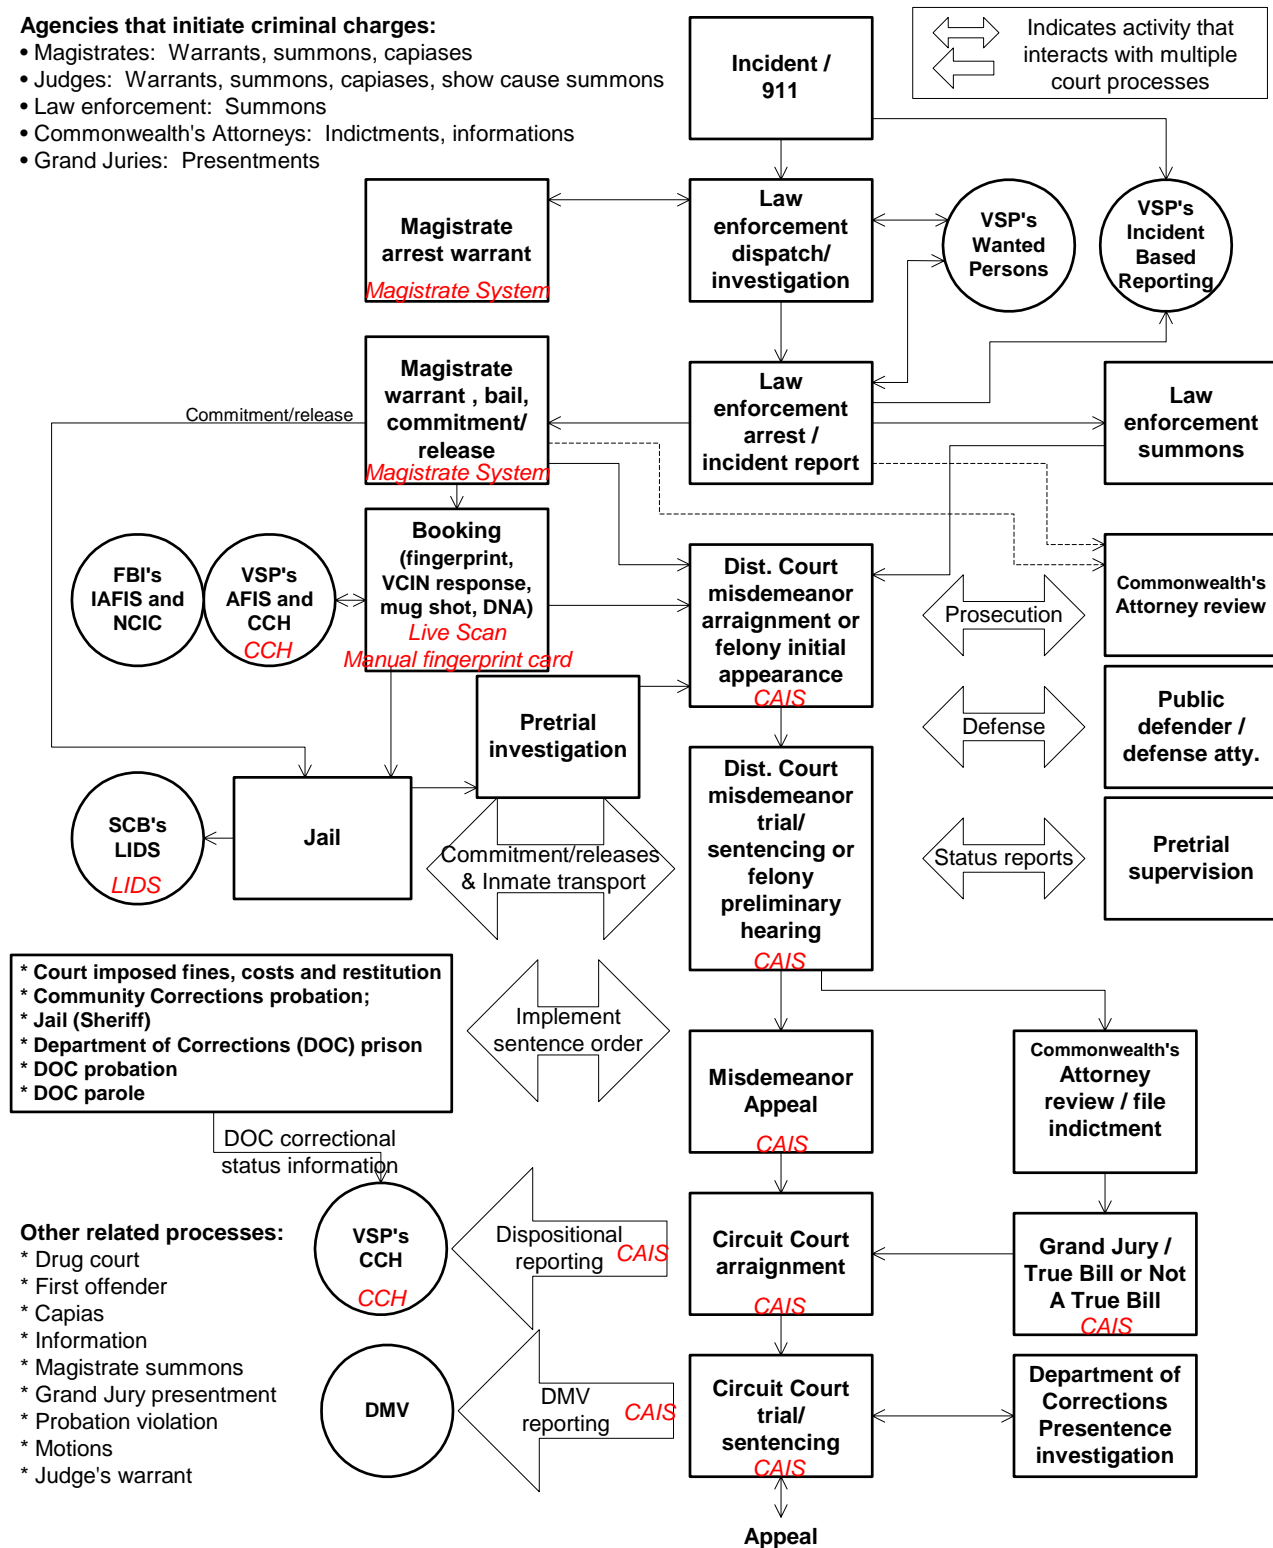 Agencies that initiate criminal charges:
• Magistrates:  Warrants, summons, capiases
• Judges:  Warrants, summons, capiases, show cause summons
• Law enforcement:  Summons
• Commonwealth's Attorneys:  Indictments, informations
• Grand Juries:  Presentments
Incident /
911
Indicates activity that
interacts with multiple
court processes
Magistrate
arrest warrant
Magistrate System
Law
enforcement
dispatch/
investigation
VSP's
Wanted
Persons
VSP's
Incident
Based
Reporting
Commitment/release
Magistrate
warrant , bail,
commitment/
release
Magistrate System
Law
enforcement
arrest /
incident report
Law
enforcement
summons
FBI's
IAFIS and
NCIC
VSP's
AFIS and
CCH
CCH
Booking
(fingerprint,
VCIN response,
mug shot, DNA)
Live Scan
Manual fingerprint card
Dist. Court
misdemeanor
arraignment or
felony initial
appearance
CAIS
Prosecution
Commonwealth's
Attorney review
Pretrial
investigation
Defense
Public
defender /
defense atty.
SCB's
LIDS
LIDS
Jail
Commitment/releases
& Inmate transport
Dist. Court
misdemeanor
trial/
sentencing or
felony
preliminary
hearing
CAIS
Status reports
Pretrial
supervision
* Court imposed fines, costs and restitution
* Community Corrections probation;
* Jail (Sheriff)
* Department of Corrections (DOC) prison
* DOC probation
* DOC parole
Implement
sentence order
Misdemeanor
Appeal
CAIS
Commonwealth's
Attorney
review / file
indictment
DOC correctional
status information
VSP's
CCH
CCH
Dispositional
reporting
CAIS
Circuit Court
arraignment
CAIS
Grand Jury /
True Bill or Not
A True Bill
CAIS
Other related processes:
* Drug court
* First offender
* Capias
* Information
* Magistrate summons
* Grand Jury presentment
* Probation violation
* Motions
* Judge's warrant
DMV
DMV
reporting
CAIS
Circuit Court
trial/
sentencing
CAIS
Department of
Corrections
Presentence
investigation
Appeal